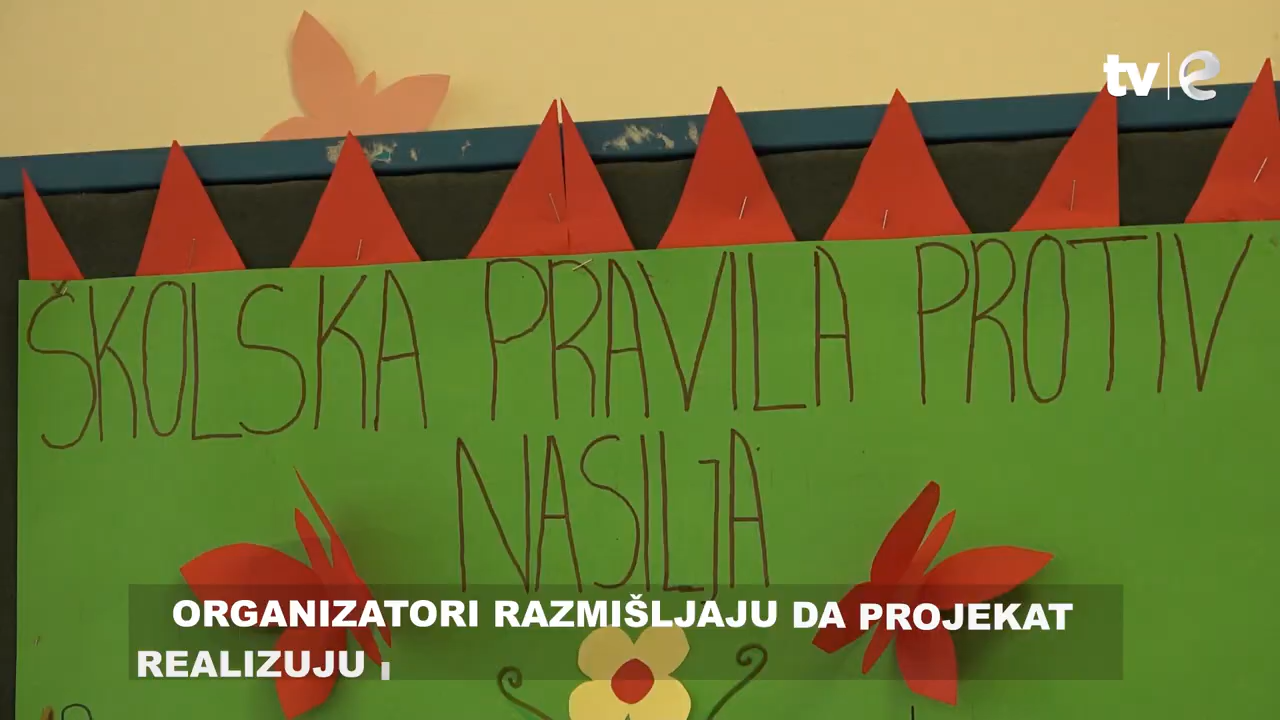 tv e
ŠKOLSKA PRAVILA PROTIV
NASILJA
ORGANIZATORI RAZMIŠLJAJU DA PROJEKAT
REALIZUJU